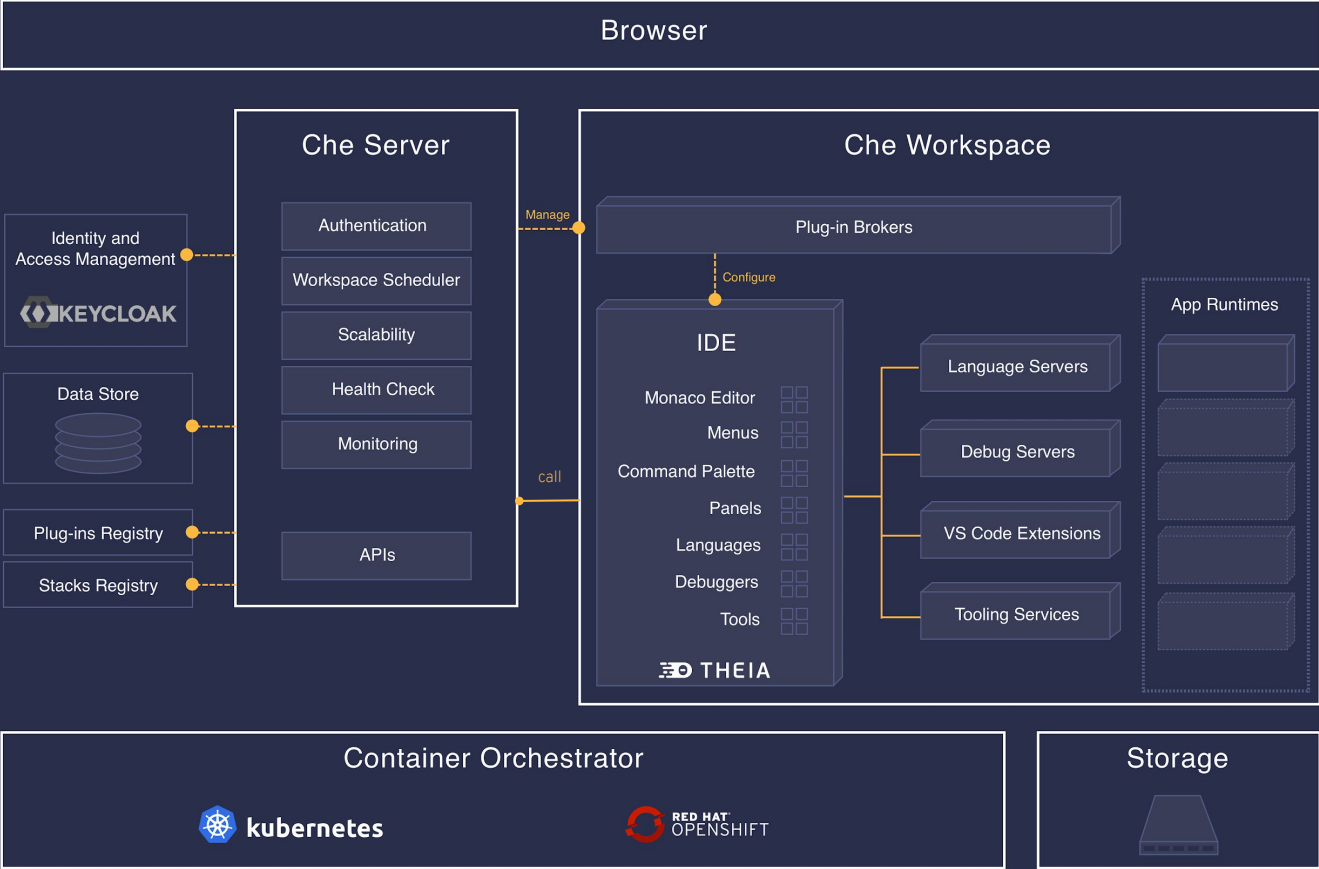 Browser
Che Server
Authentication
Workspace Scheduler
Scalability
Health Check
Monitoring
APIs
Identity and
Access Management
KEYCLOAK
Data Store
Plug-ins Registry
Stacks Registry
Manage
call
Che Workspace
Plug-in Brokers
Configure
IDE
Monaco Editor
Menus
Command Palette
Panels
Languages
Debuggers
Tools
THEIA
Language Servers
Debug Servers
VS Code Extensions
Tooling Services
App Runtimes
Container Orchestrator
kubernetes
RED HAT
OPENSHIFT
Storage